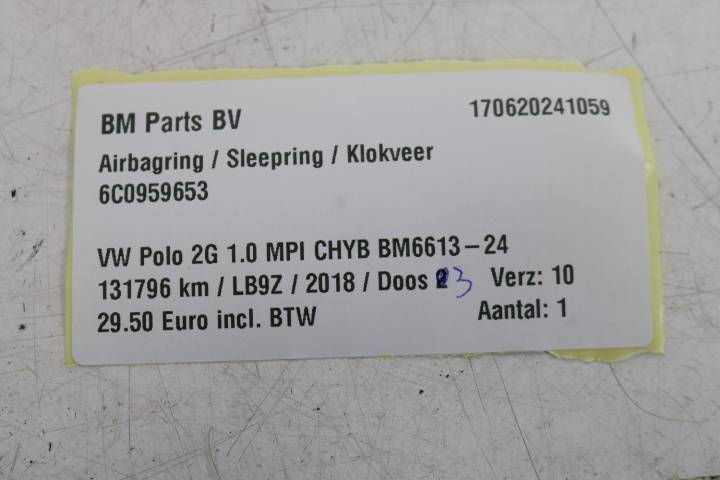 BM Parts BV 170620241059
Airbagring / Sleepring / Klokveer
6C0959653
VW Polo 2G 1.0 MPI CHYB BM6613-24
131796 km / LB9Z / 2018 / Doos 3 Verz: 10
29.50 Euro incl. BTW Aantal: 1